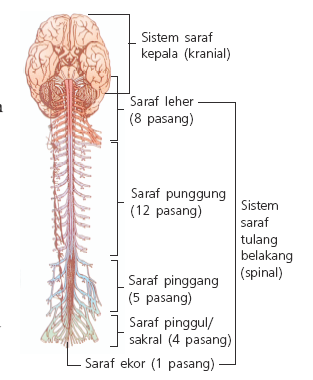 Sistem saraf
kepala (kranial)
Saraf leher
(8 pasang)
Saraf punggung
(12 pasang)
Sistem
saraf
tulang
belakang
(spinal)
Saraf pinggang
(5 pasang)
Saraf pinggul/
sakral (4 pasang)
Saraf ekor (1 pasang)